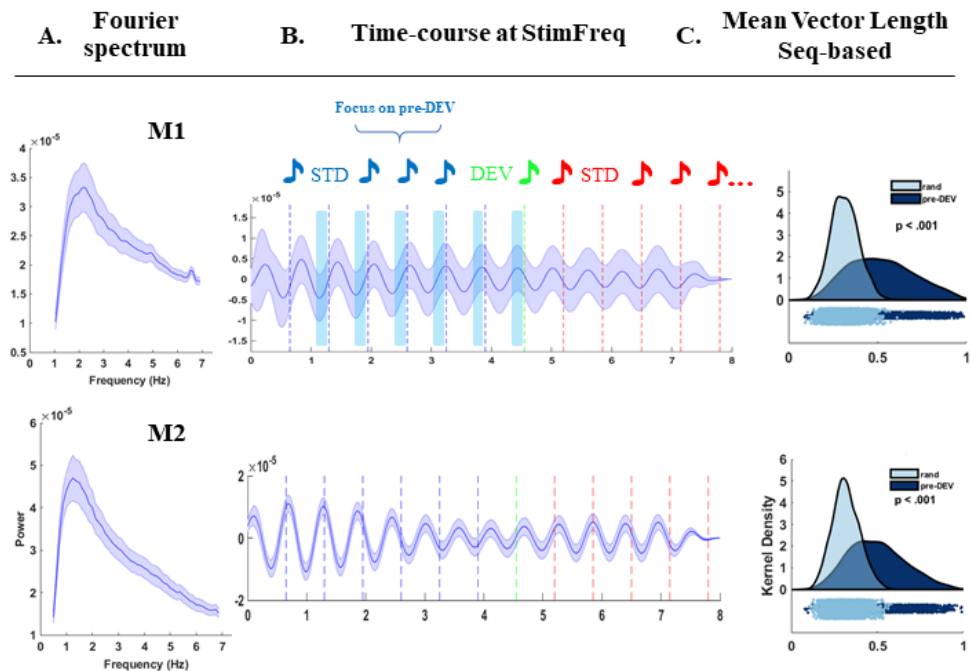 A. Fourier spectrum
B. Time-course at StimFreq
C. Mean Vector Length Seq-based
Focus on pre-DEV
M1
×10⁻⁵
4
3.5
3
2.5
2
1.5
1
0.5
0 1 2 3 4 5 6 7
Frequency (Hz)
STD DEV STD ...
×10⁻⁵
1.5
1
0.5
0
-0.5
-1
-1.5
0 1 2 3 4 5 6 7 8
rand
pre-DEV
p < .001
5
4
3
2
1
0
0 0.5 1
M2
×10⁻⁵
6
5
4
3
2
1
Power
0 1 2 3 4 5 6 7
Frequency (Hz)
×10⁻⁵
2
0
-2
0 1 2 3 4 5 6 7 8
rand
pre-DEV
p < .001
6
5
4
3
2
1
0
Kernel Density
0 0.5 1